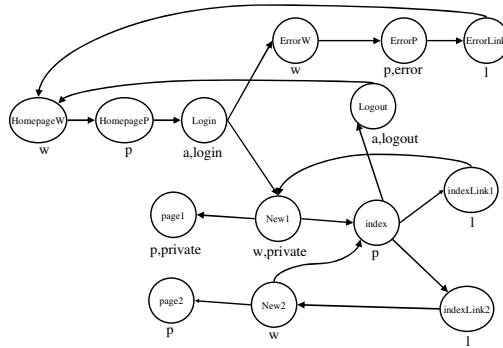 ErrorW
ErrorP
ErrorLink
w
p,error
l
HomepageW
HomepageP
Login
Logout
w
p
a,login
a,logout
page1
New1
index
indexLink1
p,private
w,private
p
l
page2
New2
indexLink2
p
w
l